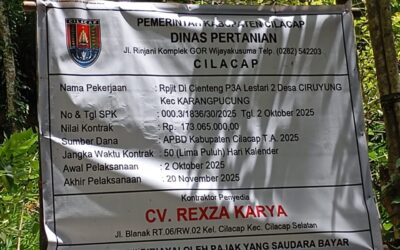 PEMERINTAH KABUPATEN CILACAP
DINAS PERTANIAN
Jl. Rinjani Komplek GOR Wijayakusuma Telp. (0282) 542203
CILACAP
Nama Pekerjaan : Rpjit Di Cienteng P3A Lestari 2 Desa CIRUYUNG
Kec KARANGPUCUNG
No & Tgl SPK : 000.3/1836/30/2025 Tgl. 2 Oktober 2025
Nilai Kontrak : Rp. 173.065.000,00
Sumber Dana : APBD Kabupaten Cilacap T.A. 2025
Jangka Waktu Kontrak : 50 (Lima Puluh) Hari Kalender
Awal Pelaksanaan : 2 Oktober 2025
Akhir Pelaksanaan : 20 November 2025
Kontraktor Penyedia
CV. REXZA KARYA
Jl. Blanak RT.06/RW.02 Kel. Cilacap Kec. Cilacap Selatan
DIBIAYAI OLEH PAJAK YANG SAUDARA BAYAR